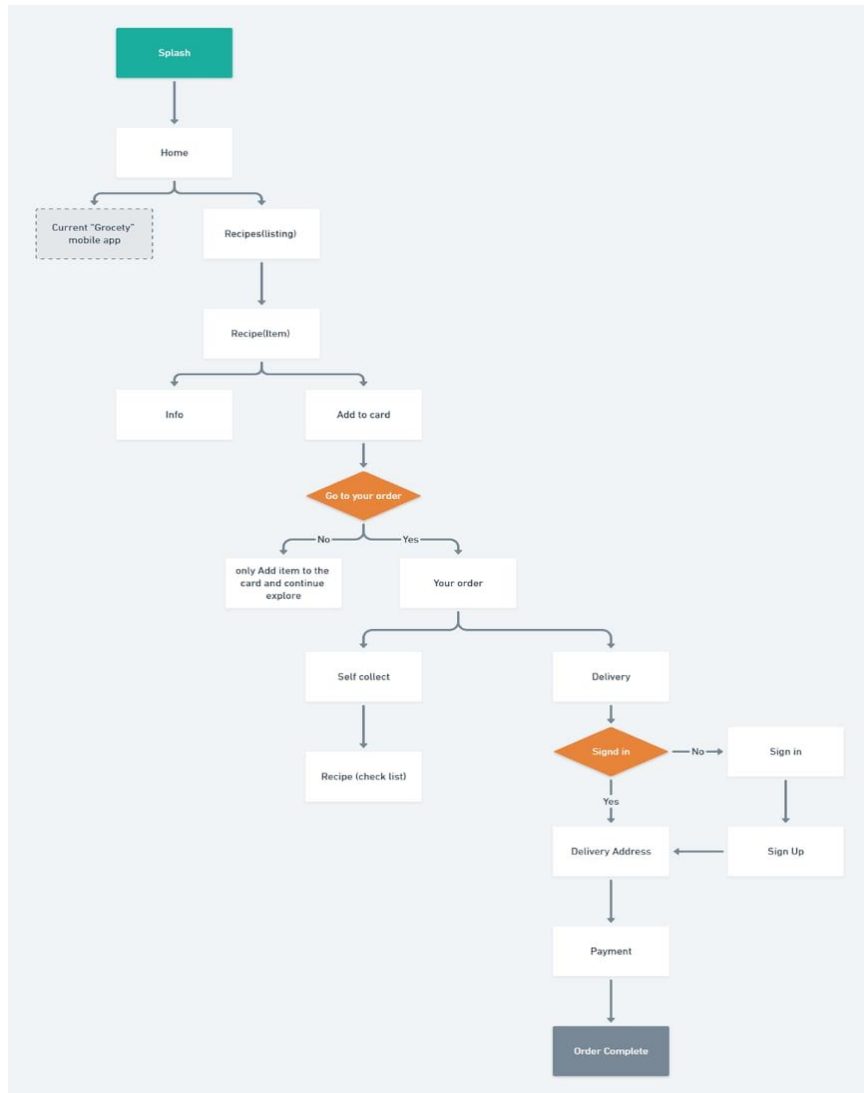 Splash
Home
Current "Grocety"
mobile app
Recipes(listing)
Recipe(Item)
Info
Add to card
Go to your order
No
Yes
only Add item to the
card and continue
explore
Your order
Self collect
Delivery
Recipe (check list)
Signd in
No
Sign in
Yes
Delivery Address
Sign Up
Payment
Order Complete